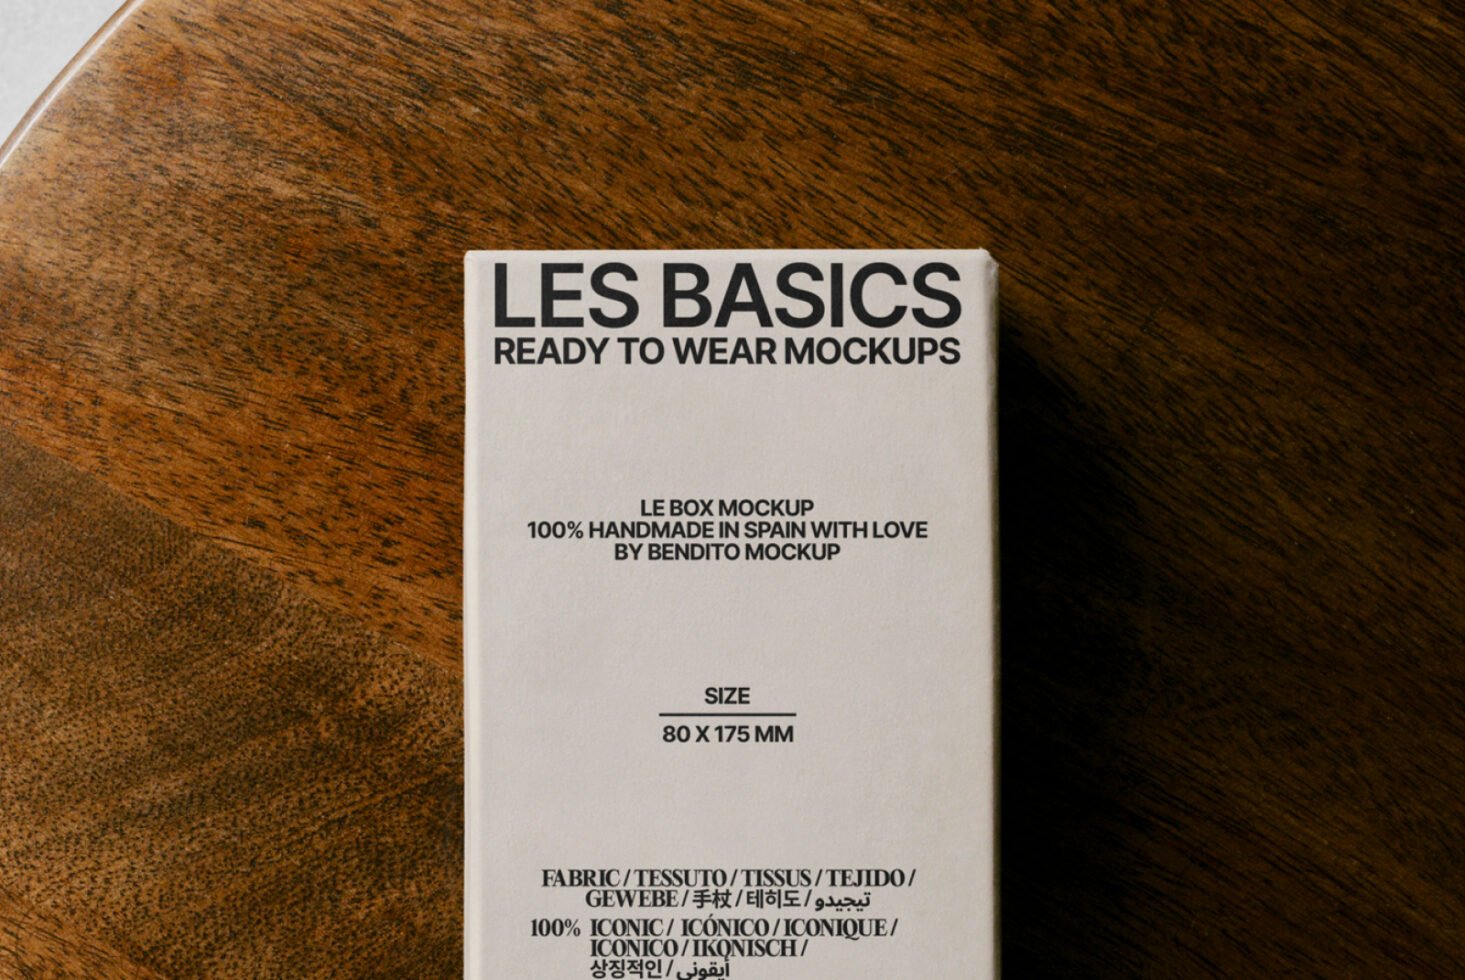 LES BASICS
READY TO WEAR MOCKUPS
LE BOX MOCKUP
100% HANDMADE IN SPAIN WITH LOVE
BY BENDITO MOCKUP
SIZE
80 X 175 MM
FABRIC / TESSUTO / TISSUS / TEJIDO /
GEWEBE / 手杖 / 테히도 / تيجيدو
100% ICONIC / ICÓNICO / ICONIQUE /
ICONICO / IKONISCH /
상징적인 / أيقوني